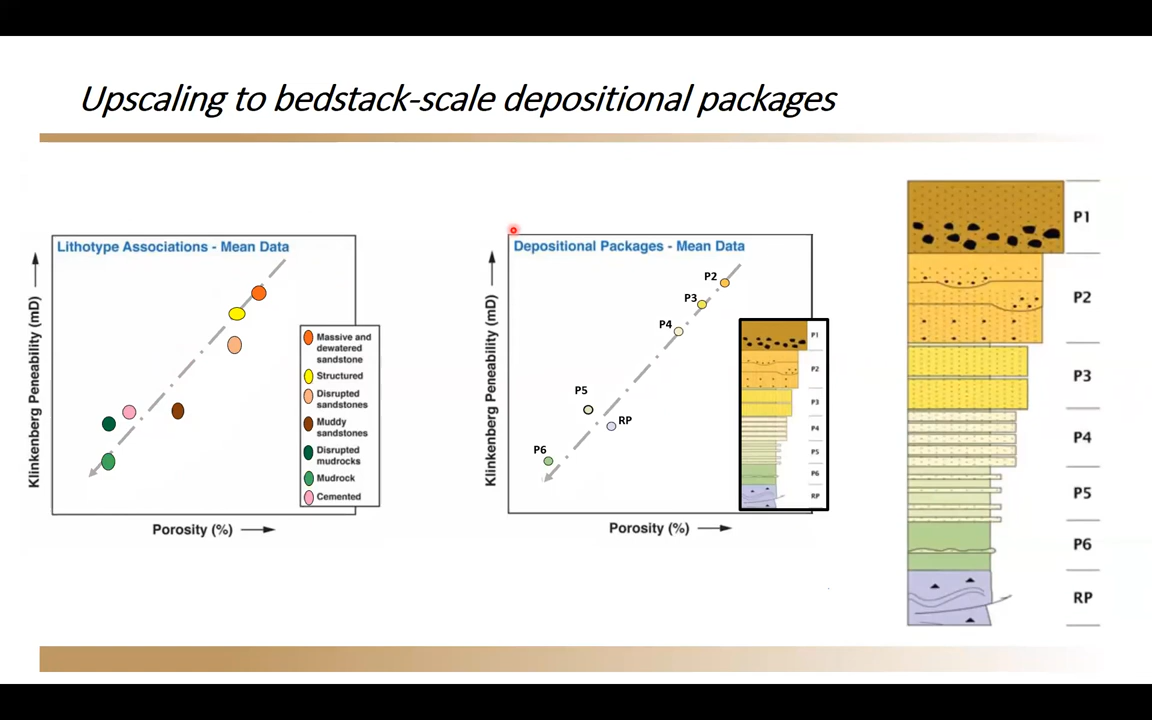 Upscaling to bedstack-scale depositional packages
Lithotype Associations - Mean Data
Klinkenberg Peneability (mD)
Massive and
dewatered
sandstone
Structured
Disrupted
sandstones
Muddy
sandstones
Disrupted
mudrocks
Mudrock
Cemented
Porosity (%)
Depositional Packages - Mean Data
Klinkenberg Peneability (mD)
P2
P3
P4
P5
RP
P6
P1
P2
P3
P4
P5
P6
RP
Porosity (%)
P1
P2
P3
P4
P5
P6
RP